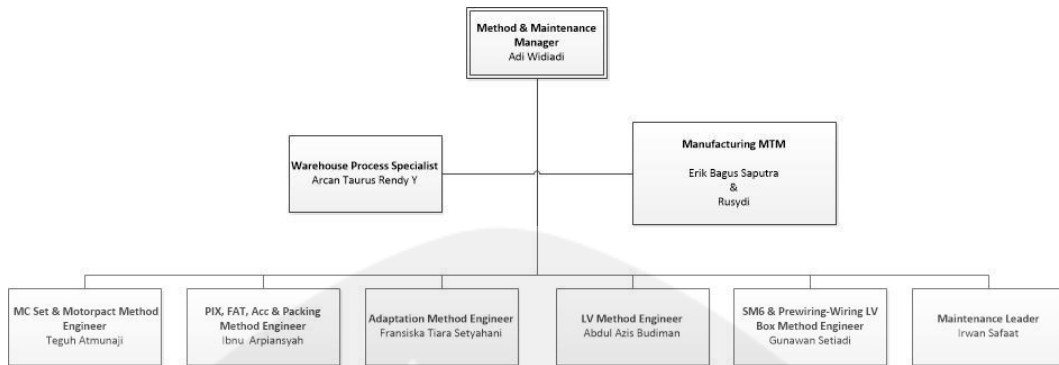 Method & Maintenance
Manager
Adi Widiadi
Warehouse Process Specialist
Arcan Taurus Rendy Y
Manufacturing MTM
Erik Bagus Saputra
&
Rusydi
MC Set & Motorpact Method
Engineer
Teguh Atmunaji
PIX, FAT, Acc & Packing
Method Engineer
Ibnu Arpiansyah
Adaptation Method Engineer
Fransiska Tiara Setyahani
LV Method Engineer
Abdul Azis Budiman
SM6 & Prewiring-Wiring LV
Box Method Engineer
Gunawan Setiadi
Maintenance Leader
Irwan Safaat